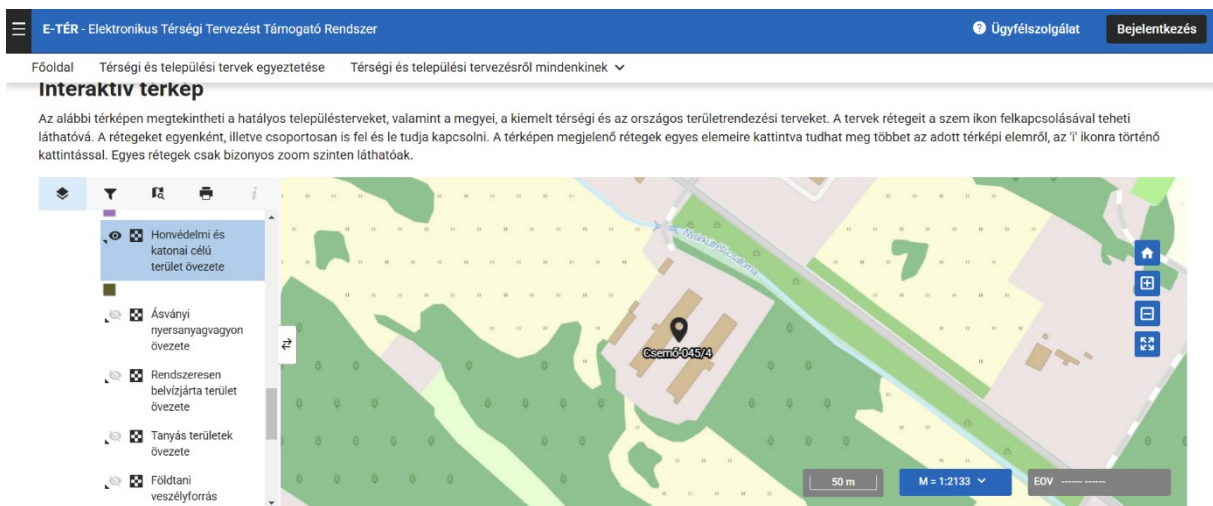 E-TÉR - Elektronikus Térségi Tervezést Támogató Rendszer
Ügyfélszolgálat
Bejelentkezés
Főoldal
Térségi és települési tervek egyeztetése
Térségi és települési tervezésről mindenkinek
Interaktív térkép
Az alábbi térképen megtekintheti a hatályos településterveket, valamint a megyei, a kiemelt térségi és az országos területrendezési terveket. A tervek rétegeit a szem ikon felkapcsolásával teheti
láthatóvá. A rétegeket egyenként, illetve csoportosan is fel és le tudja kapcsolni. A térképen megjelenő rétegek egyes elemeire kattintva tudhat meg többet az adott térképi elemről, az 'i' ikonra történő
kattintással. Egyes rétegek csak bizonyos zoom szinten láthatóak.
i
Honvédelmi és
katonai célú
terület övezete
Ásványi
nyersanyagvagyon
övezete
Rendszeresen
belvízjárta terület
övezete
Tanyás területek
övezete
Földtani
veszélyforrás
Csemő-045/4
50 m
M = 1:2133
EOV ------ ------